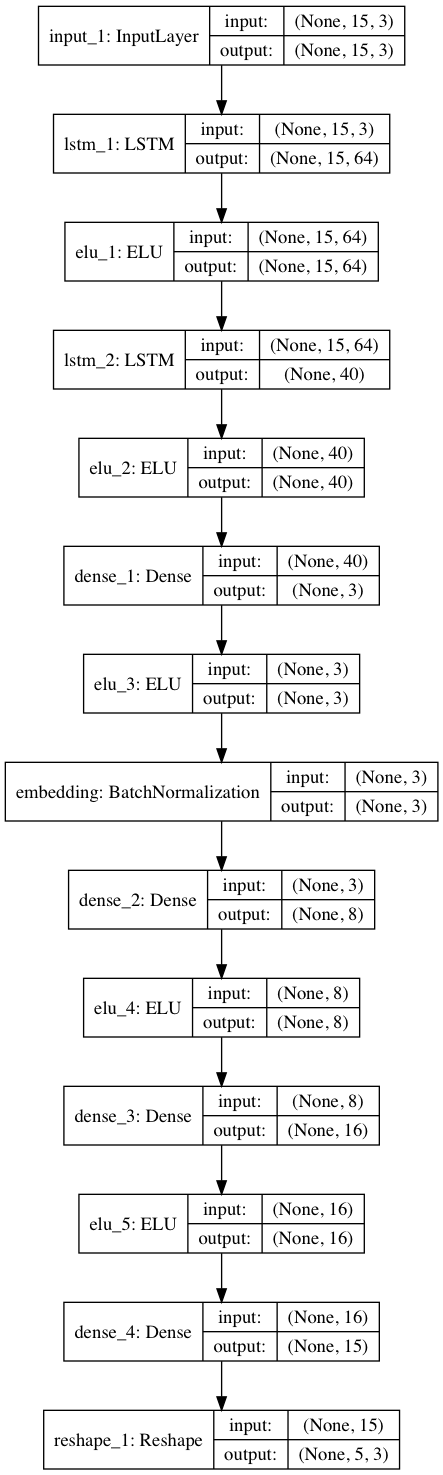 input_1: InputLayer
input: (None, 15, 3)
output: (None, 15, 3)
lstm_1: LSTM
input: (None, 15, 3)
output: (None, 15, 64)
elu_1: ELU
input: (None, 15, 64)
output: (None, 15, 64)
lstm_2: LSTM
input: (None, 15, 64)
output: (None, 40)
elu_2: ELU
input: (None, 40)
output: (None, 40)
dense_1: Dense
input: (None, 40)
output: (None, 3)
elu_3: ELU
input: (None, 3)
output: (None, 3)
embedding: BatchNormalization
input: (None, 3)
output: (None, 3)
dense_2: Dense
input: (None, 3)
output: (None, 8)
elu_4: ELU
input: (None, 8)
output: (None, 8)
dense_3: Dense
input: (None, 8)
output: (None, 16)
elu_5: ELU
input: (None, 16)
output: (None, 16)
dense_4: Dense
input: (None, 16)
output: (None, 15)
reshape_1: Reshape
input: (None, 15)
output: (None, 5, 3)